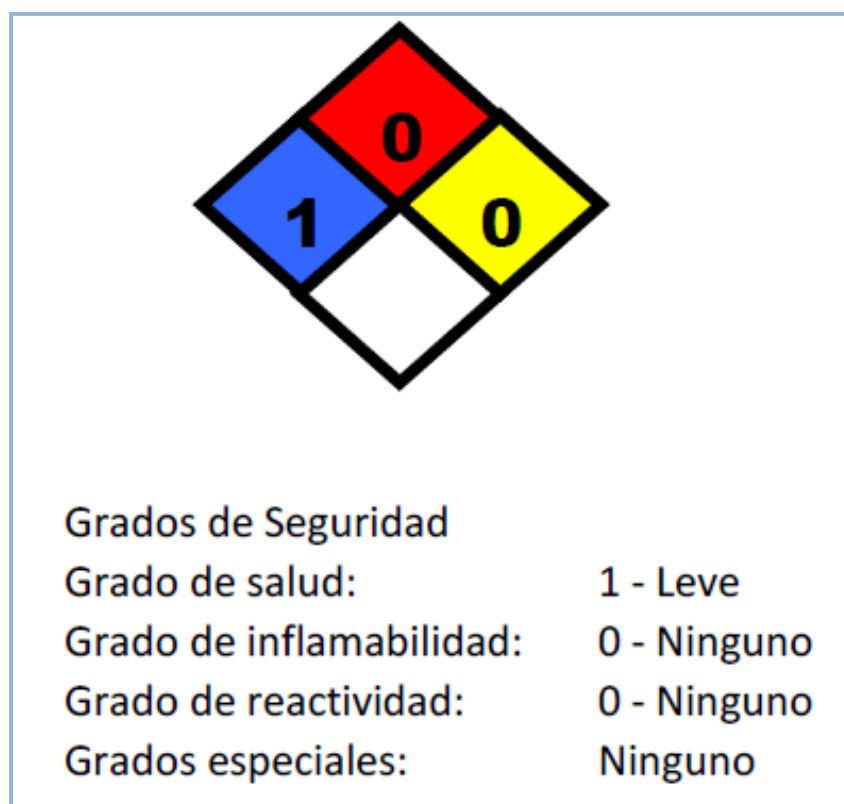 0
1
0
Grados de Seguridad
Grado de salud: 1 - Leve
Grado de inflamabilidad: 0 - Ninguno
Grado de reactividad: 0 - Ninguno
Grados especiales: Ninguno